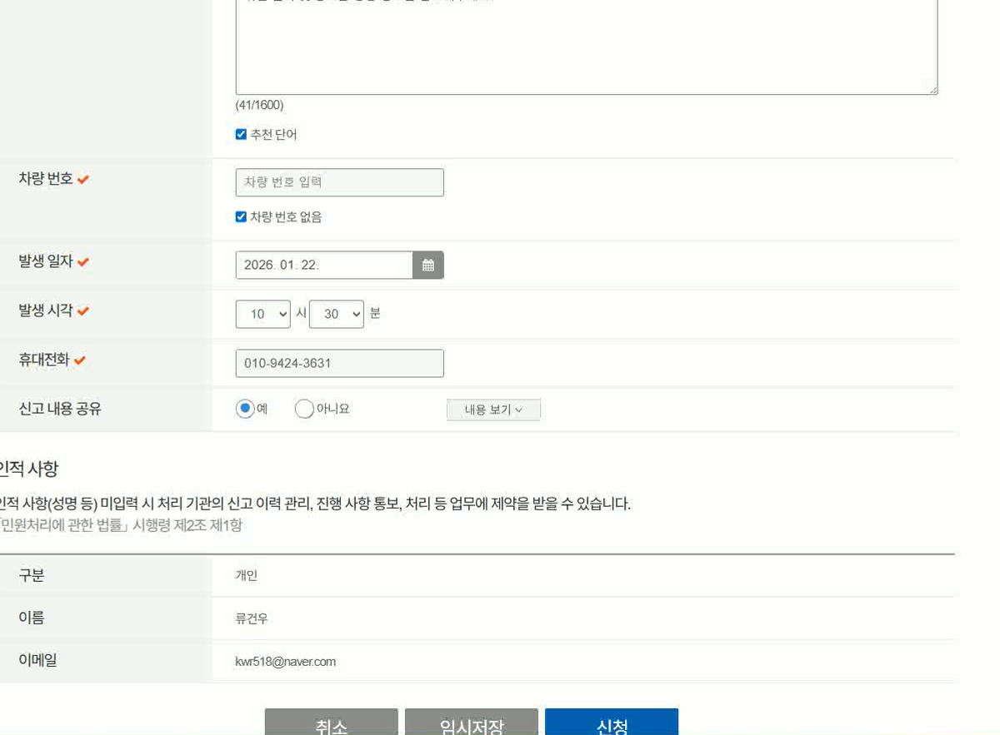 (41/1600)
추천 단어
차량 번호
차량 번호 입력
차량 번호 없음
발생 일자
2026. 01. 22.
발생 시각
10 시 30 분
휴대전화
010-9424-3631
신고 내용 공유
예 아니요 내용 보기
인적 사항
인적 사항(성명 등) 미입력 시 처리 기관의 신고 이력 관리, 진행 사항 통보, 처리 등 업무에 제약을 받을 수 있습니다.
「민원처리에 관한 법률」 시행령 제2조 제1항
구분 개인
이름 류건우
이메일 kwr518@naver.com
취소 임시저장 신청